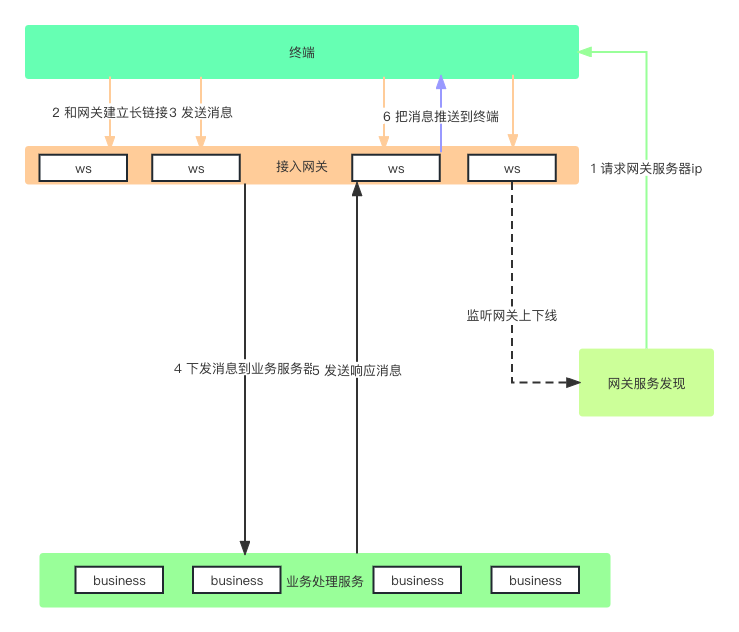 终端
2 和网关建立长链接
3 发送消息
6 把消息推送到终端
ws
ws
接入网关
ws
ws
1 请求网关服务器ip
监听网关上下线
4 下发消息到业务服务器
5 发送响应消息
网关服务发现
business
business
业务处理服务
business
business